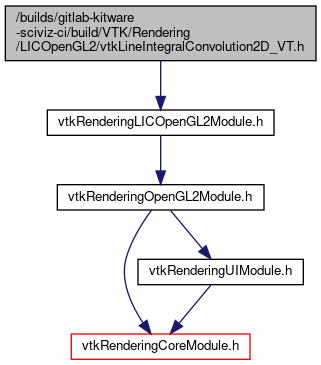 /builds/gitlab-kitware
-sciviz-ci/build/VTK/Rendering
/LICOpenGL2/vtkLineIntegralConvolution2D_VT.h
vtkRenderingLICOpenGL2Module.h
vtkRenderingOpenGL2Module.h
vtkRenderingUIModule.h
vtkRenderingCoreModule.h